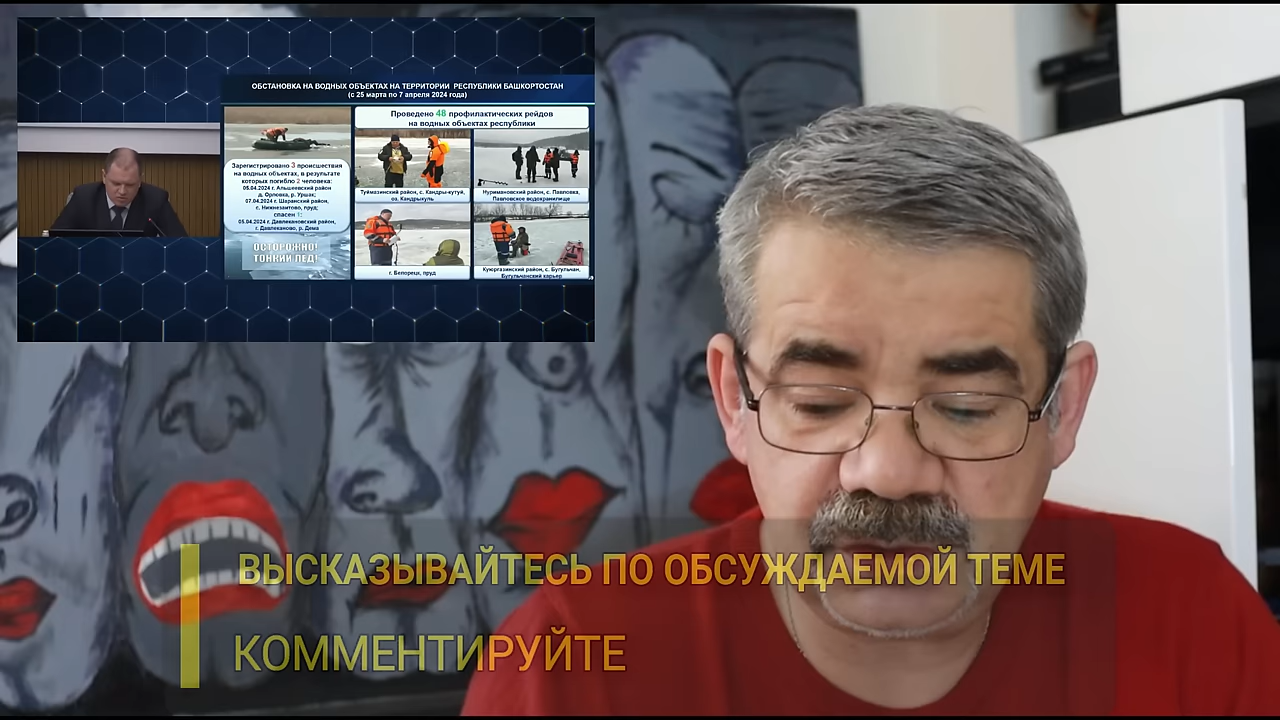 ОБСТАНОВКА НА ВОДНЫХ ОБЪЕКТАХ НА ТЕРРИТОРИИ РЕСПУБЛИКИ БАШКОРТОСТАН
(с 25 марта по 7 апреля 2024 года)
Проведено 48 профилактических рейдов
на водных объектах республики
Зарегистрировано 3 происшествия
на водных объектах, в результате
которых погибло 2 человека:
05.04.2024 г. Альшеевский район
д. Орловка, р. Уршак;
07.04.2024 г. Шаранский район,
с. Нижнезаитово, пруд;
спасен 1:
05.04.2024 г. Давлекановский район,
г. Давлеканово, р. Дема
ОСТОРОЖНО!
ТОНКИЙ ЛЕД!
Туймазинский район, с. Кандры-кутуй,
оз. Кандрыкуль
Нуримановский район, с. Павловка,
Павловское водохранилище
г. Белорецк, пруд
Куюргазинский район, с. Бугульчан,
Бугульчанский карьер
ВЫСКАЗЫВАЙТЕСЬ ПО ОБСУЖДАЕМОЙ ТЕМЕ
КОММЕНТИРУЙТЕ